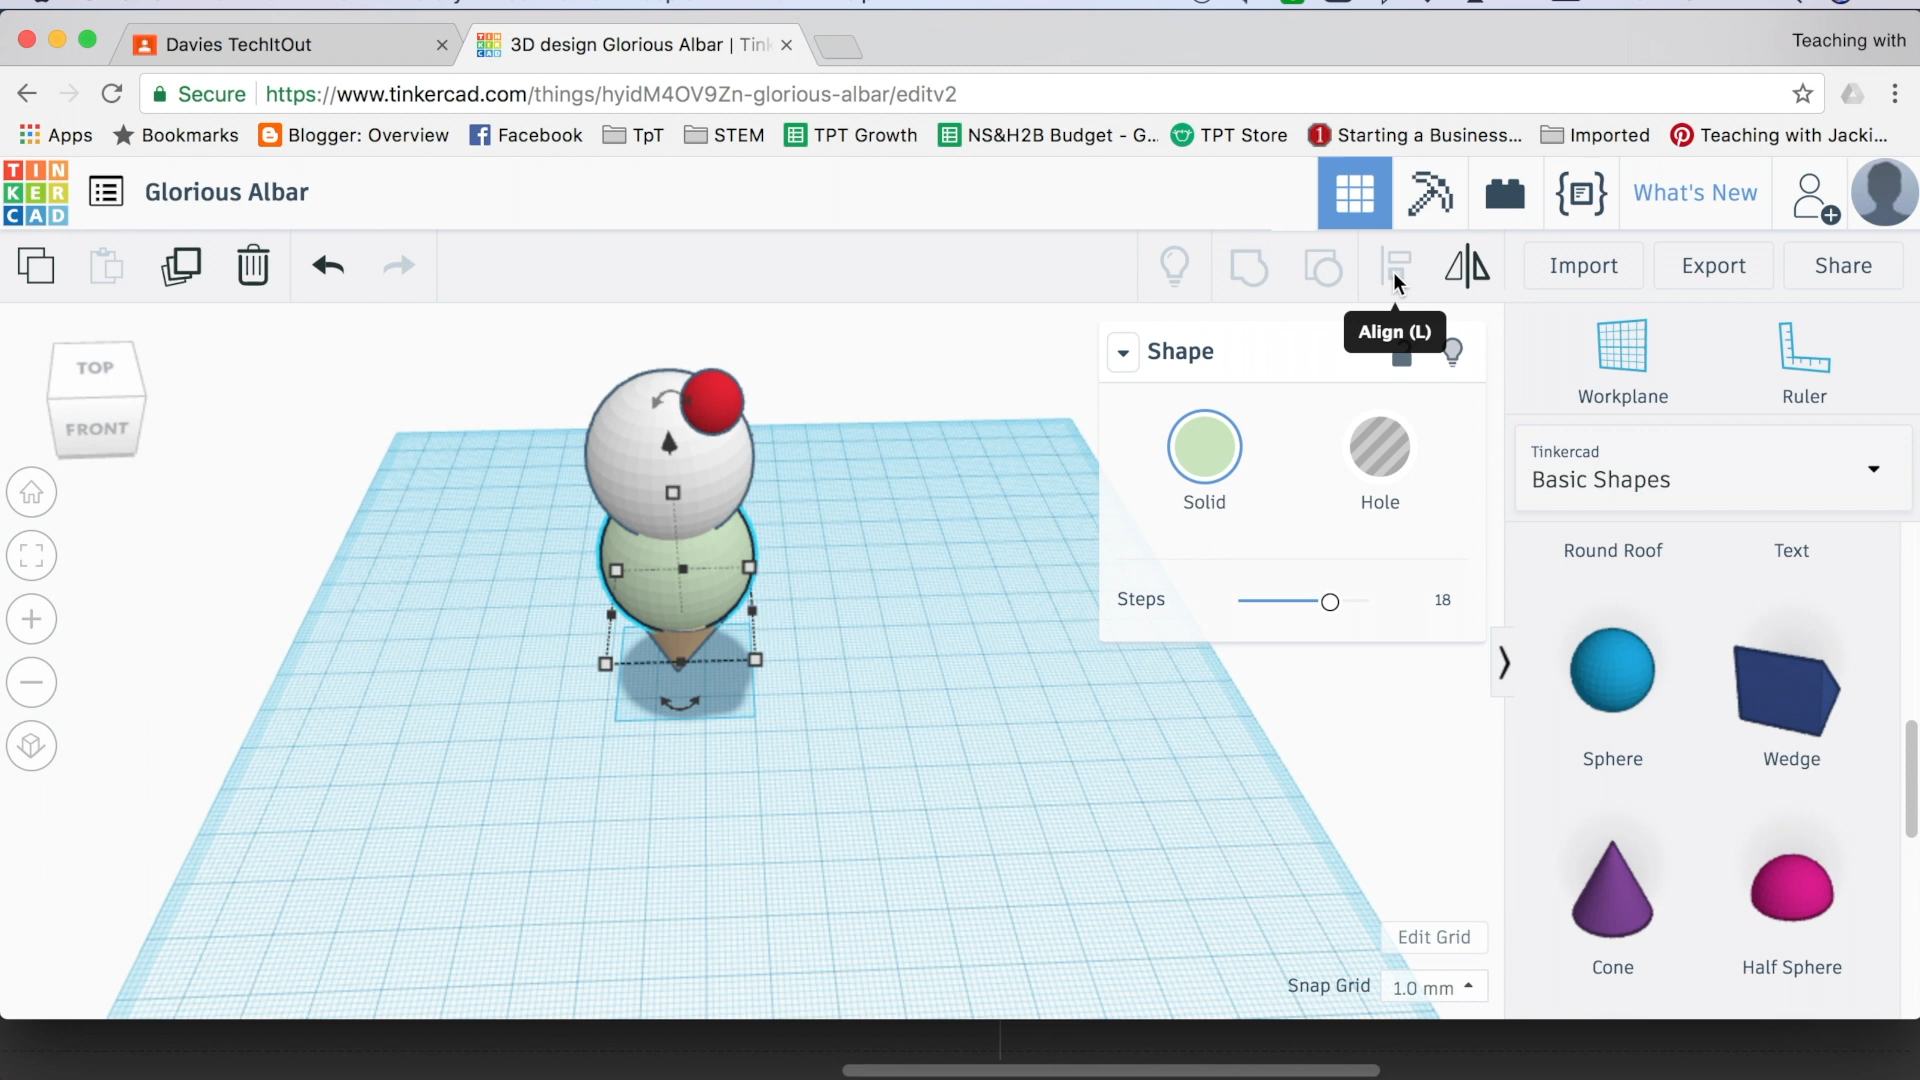 Davies TechItOut
3D design Glorious Albar | Tink
Teaching with
Secure
https://www.tinkercad.com/things/hyidM4OV9Zn-glorious-albar/editv2
Apps
Bookmarks
Blogger: Overview
Facebook
TpT
STEM
TPT Growth
NS&H2B Budget - G...
TPT Store
1
Starting a Business...
Imported
Teaching with Jacki...
TIN
KER
CAD
Glorious Albar
What's New
Import
Export
Share
Align (L)
TOP
FRONT
Shape
Solid
Hole
Steps
18
Workplane
Ruler
Tinkercad
Basic Shapes
Round Roof
Text
Sphere
Wedge
Cone
Half Sphere
Edit Grid
Snap Grid
1.0 mm